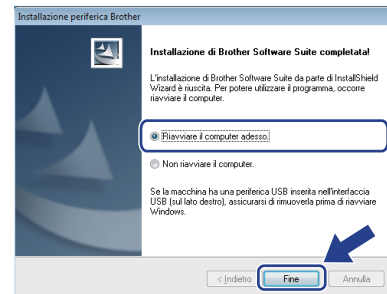 Installazione periferica Brother
Installazione di Brother Software Suite completata!
L'installazione di Brother Software Suite da parte di InstallShield
Wizard è riuscita. Per potere utilizzare il programma, occorre
riavviare il computer.
Riavviare il computer adesso.
Non riavviare il computer.
Se la macchina ha una periferica USB inserita nell'interfaccia
USB (sul lato destro), assicurarsi di rimuoverla prima di riavviare
Windows.
< Indietro Fine Annulla